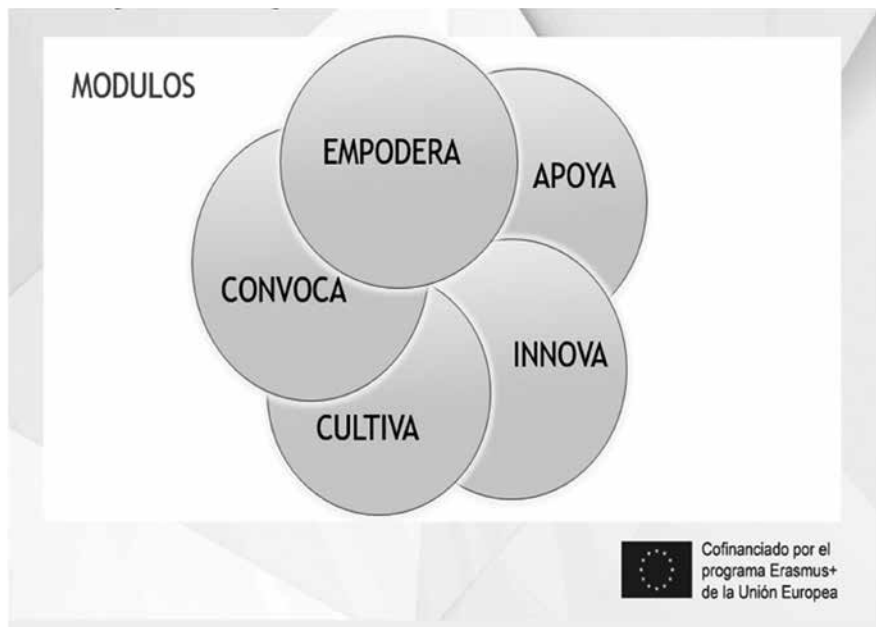 MODULOS
EMPODERA
APOYA
CONVOCA
INNOVA
CULTIVA
Cofinanciado por el
programa Erasmus+
de la Unión Europea